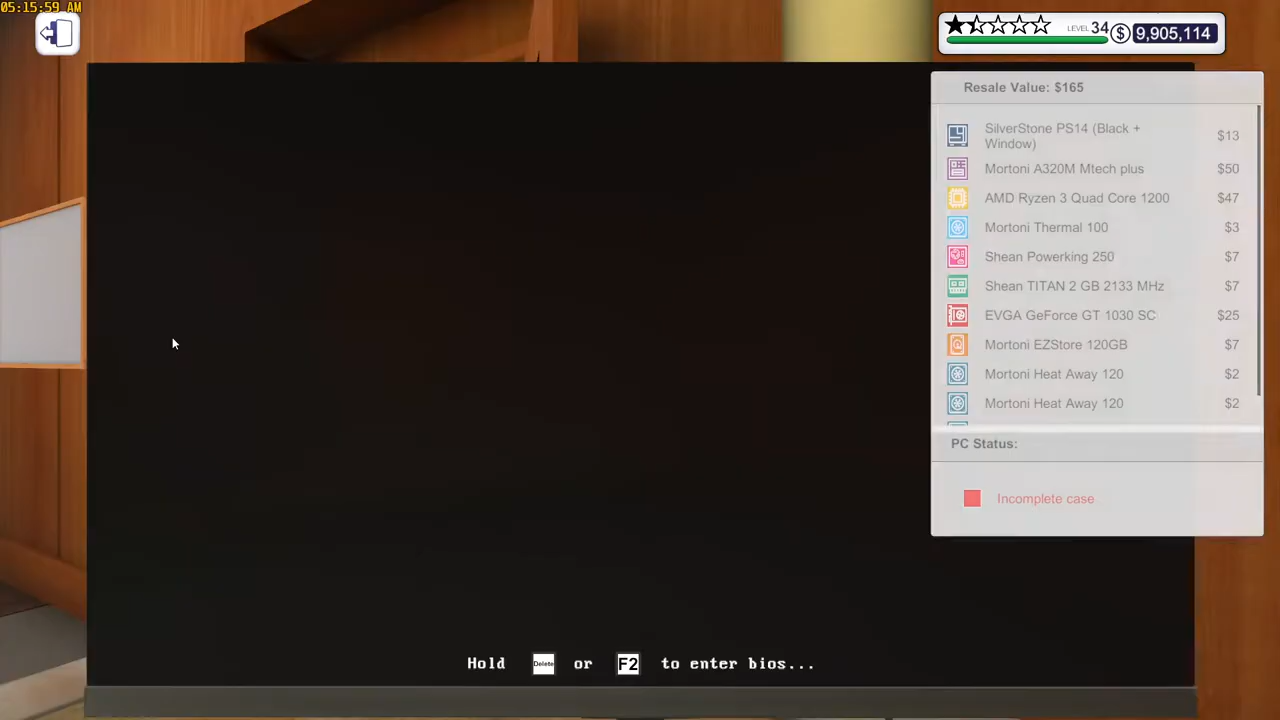 05:15:59 AM
LEVEL 34 $ 9,905,114
Resale Value: $165
SilverStone PS14 (Black +
Window) $13
Mortoni A320M Mtech plus $50
AMD Ryzen 3 Quad Core 1200 $47
Mortoni Thermal 100 $3
Shean Powerking 250 $7
Shean TITAN 2 GB 2133 MHz $7
EVGA GeForce GT 1030 SC $25
Mortoni EZStore 120GB $7
Mortoni Heat Away 120 $2
Mortoni Heat Away 120 $2
PC Status:
Incomplete case
Hold Delete or F2 to enter bios...